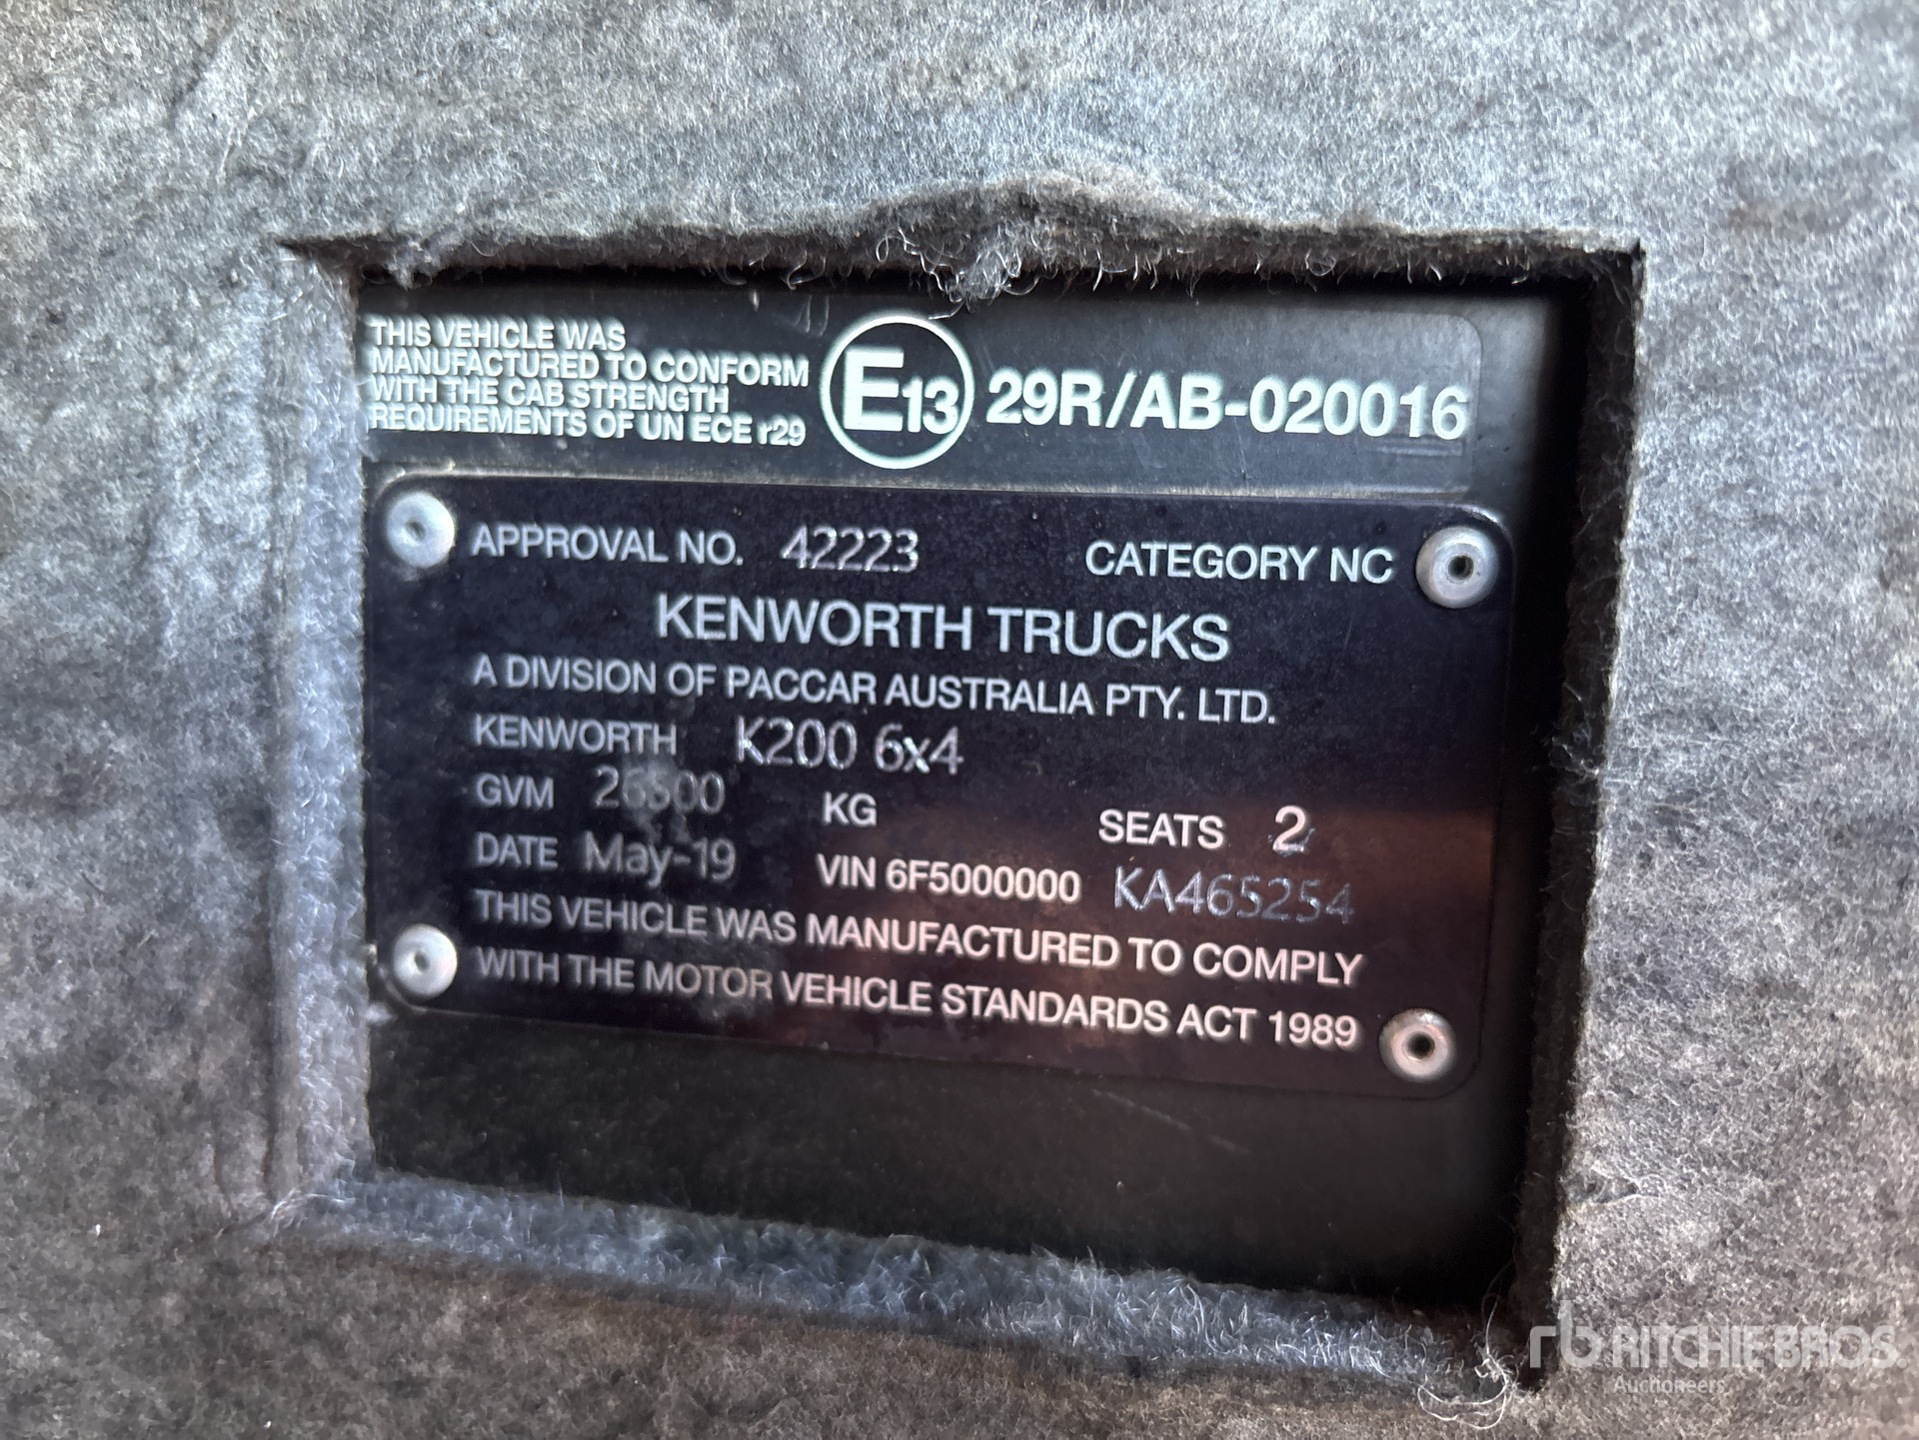 THIS VEHICLE WAS
MANUFACTURED TO CONFORM
WITH THE CAB STRENGTH
REQUIREMENTS OF UN ECE r29
E13 29R/AB-020016
APPROVAL NO. 42223 CATEGORY NC
KENWORTH TRUCKS
A DIVISION OF PACCAR AUSTRALIA PTY. LTD.
KENWORTH K200 6x4
GVM KG SEATS 2
DATE May-19 VIN 6F5000000 KA465254
THIS VEHICLE WAS MANUFACTURED TO COMPLY
WITH THE MOTOR VEHICLE STANDARDS ACT 1989
rb RITCHIE BROS.
Auctioneers